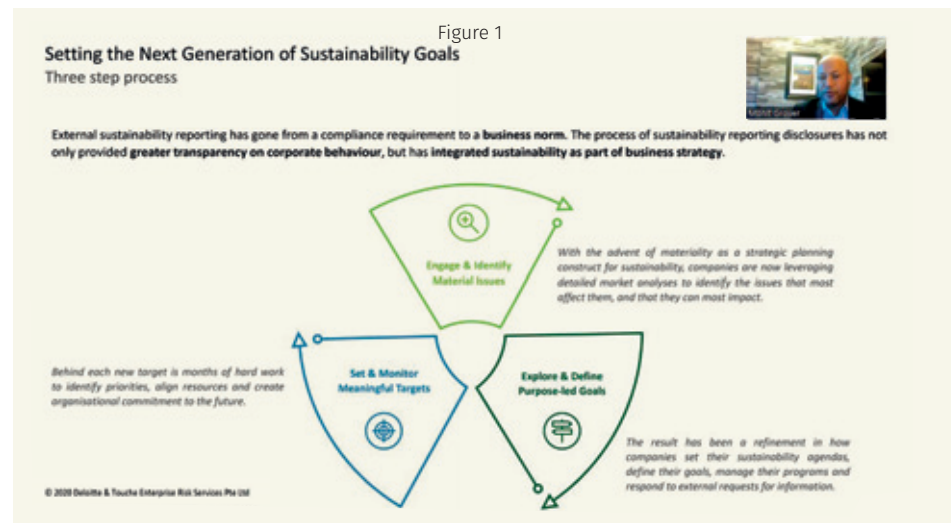 Figure 1
Setting the Next Generation of Sustainability Goals
Three step process
External sustainability reporting has gone from a compliance requirement to a business norm. The process of sustainability reporting disclosures has not
only provided greater transparency on corporate behaviour, but has integrated sustainability as part of business strategy.
Engage & Identify
Material Issues
With the advent of materiality as a strategic planning
construct for sustainability, companies are now leveraging
detailed market analyses to identify the issues that most
affect them, and that they can most impact.
Behind each new target is months of hard work
to identify priorities, align resources and create
organisational commitment to the future.
Set & Monitor
Meaningful Targets
Explore & Define
Purpose-led Goals
The result has been a refinement in how
companies set their sustainability agendas,
define their goals, manage their programs and
respond to external requests for information.
© 2020 Deloitte & Touche Enterprise Risk Services Pte Ltd